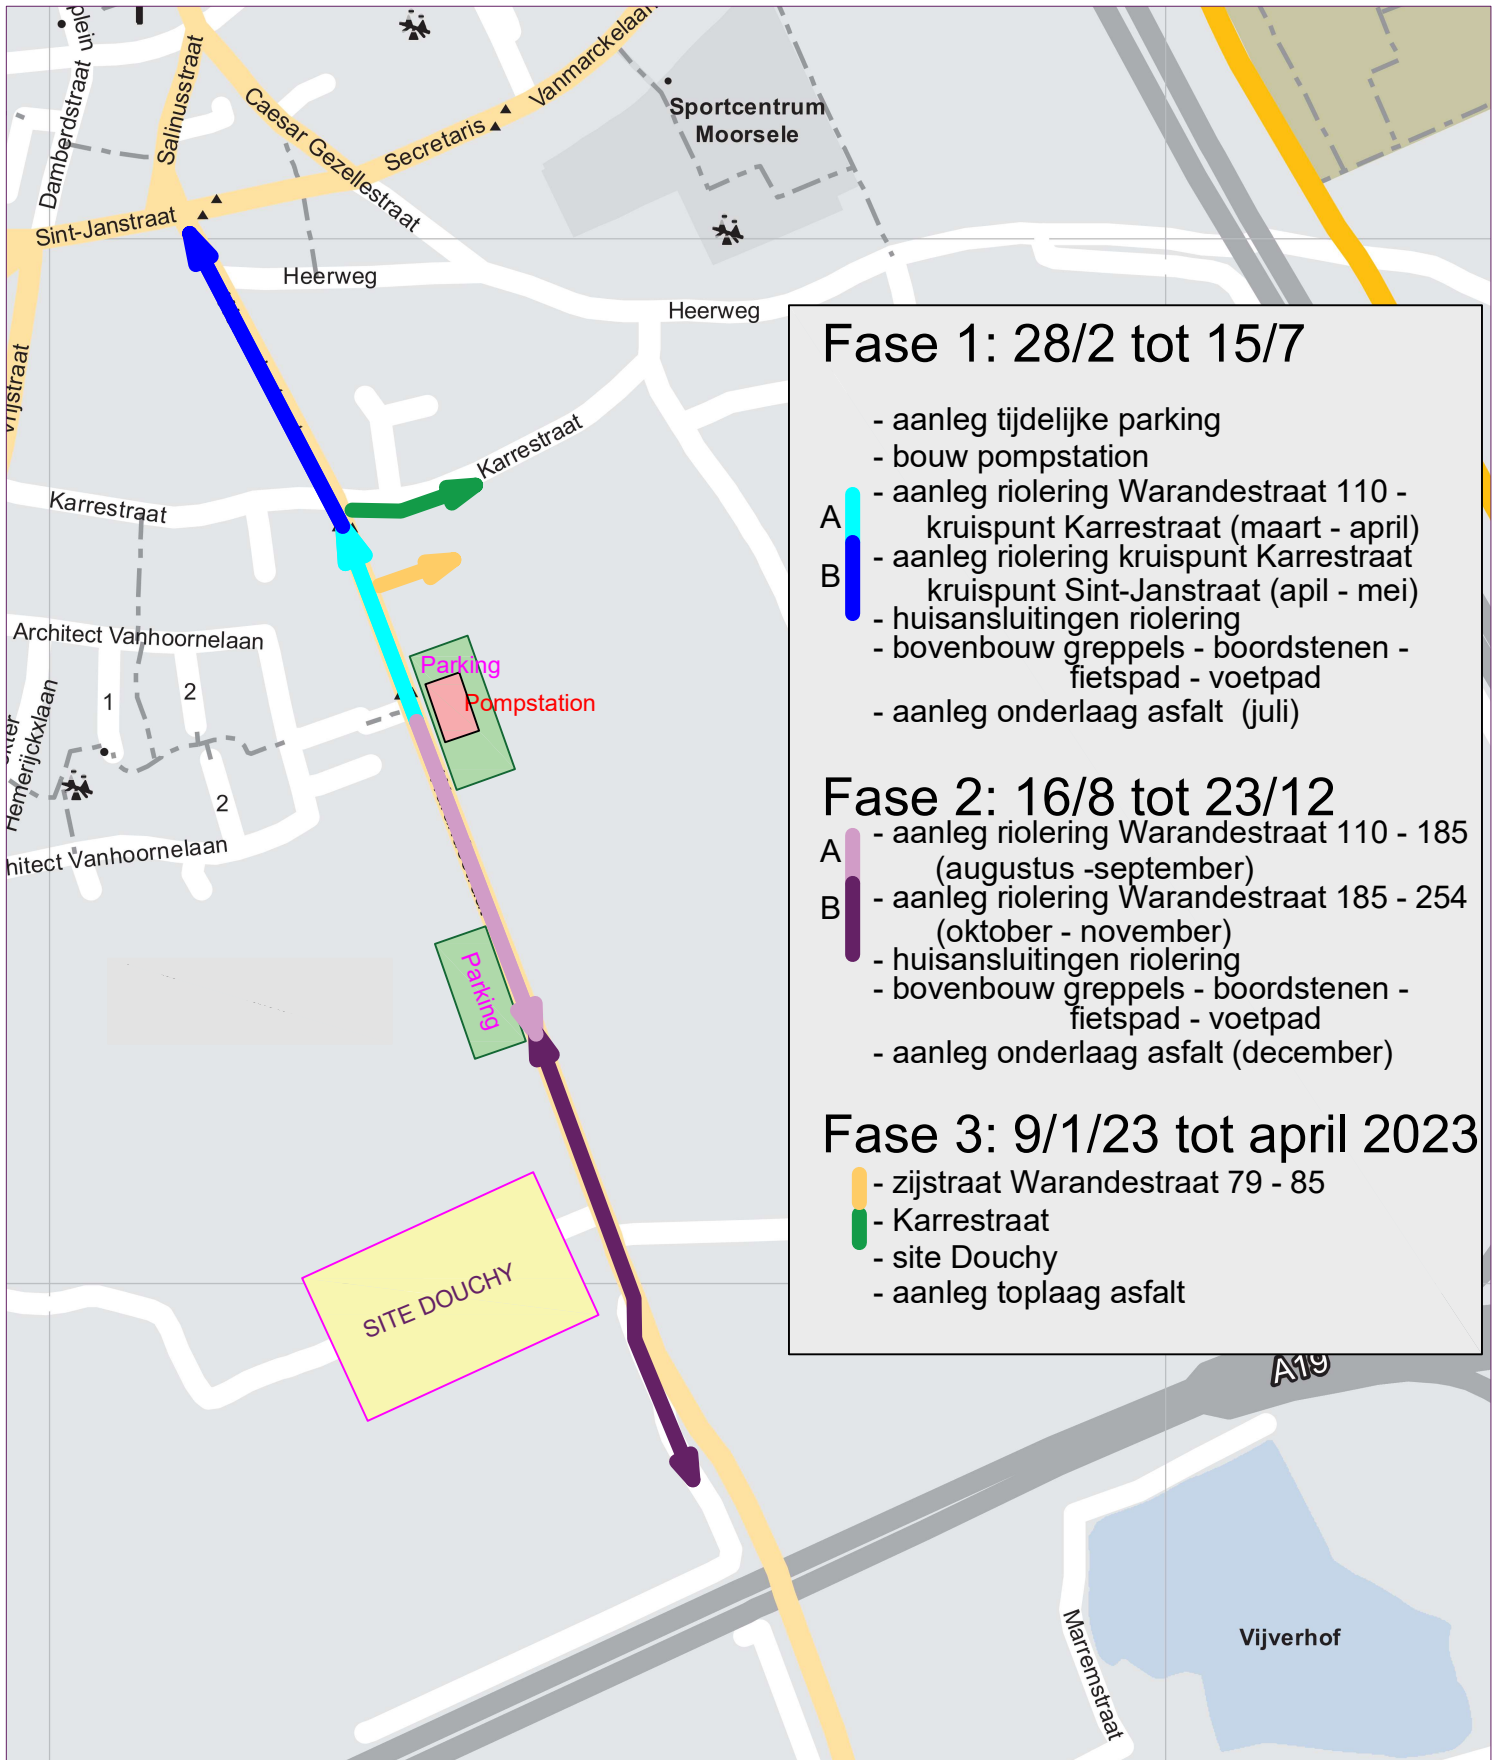 plein
Damberdstraat
Salinusstraat
Caesar Gezellestraat
Secretaris Vanmarckelaan
Sportcentrum
Moorsele
Sint-Janstraat
Heerweg
Heerweg
Karrestraat
Karrestraat
Architect Vanhoornelaan
Hemerijckxlaan
1
2
2
hitect Vanhoornelaan
Parking
Pompstation
Parking
SITE DOUCHY
Fase 1: 28/2 tot 15/7
- aanleg tijdelijke parking
- bouw pompstation
A - aanleg riolering Warandestraat 110 -
kruispunt Karrestraat (maart - april)
B - aanleg riolering kruispunt Karrestraat
kruispunt Sint-Janstraat (apil - mei)
- huisansluitingen riolering
- bovenbouw greppels - boordstenen -
fietspad - voetpad
- aanleg onderlaag asfalt (juli)
Fase 2: 16/8 tot 23/12
A - aanleg riolering Warandestraat 110 - 185
(augustus -september)
B - aanleg riolering Warandestraat 185 - 254
(oktober - november)
- huisansluitingen riolering
- bovenbouw greppels - boordstenen -
fietspad - voetpad
- aanleg onderlaag asfalt (december)
Fase 3: 9/1/23 tot april 2023
- zijstraat Warandestraat 79 - 85
- Karrestraat
- site Douchy
- aanleg toplaag asfalt
A19
Marremstraat
Vijverhof